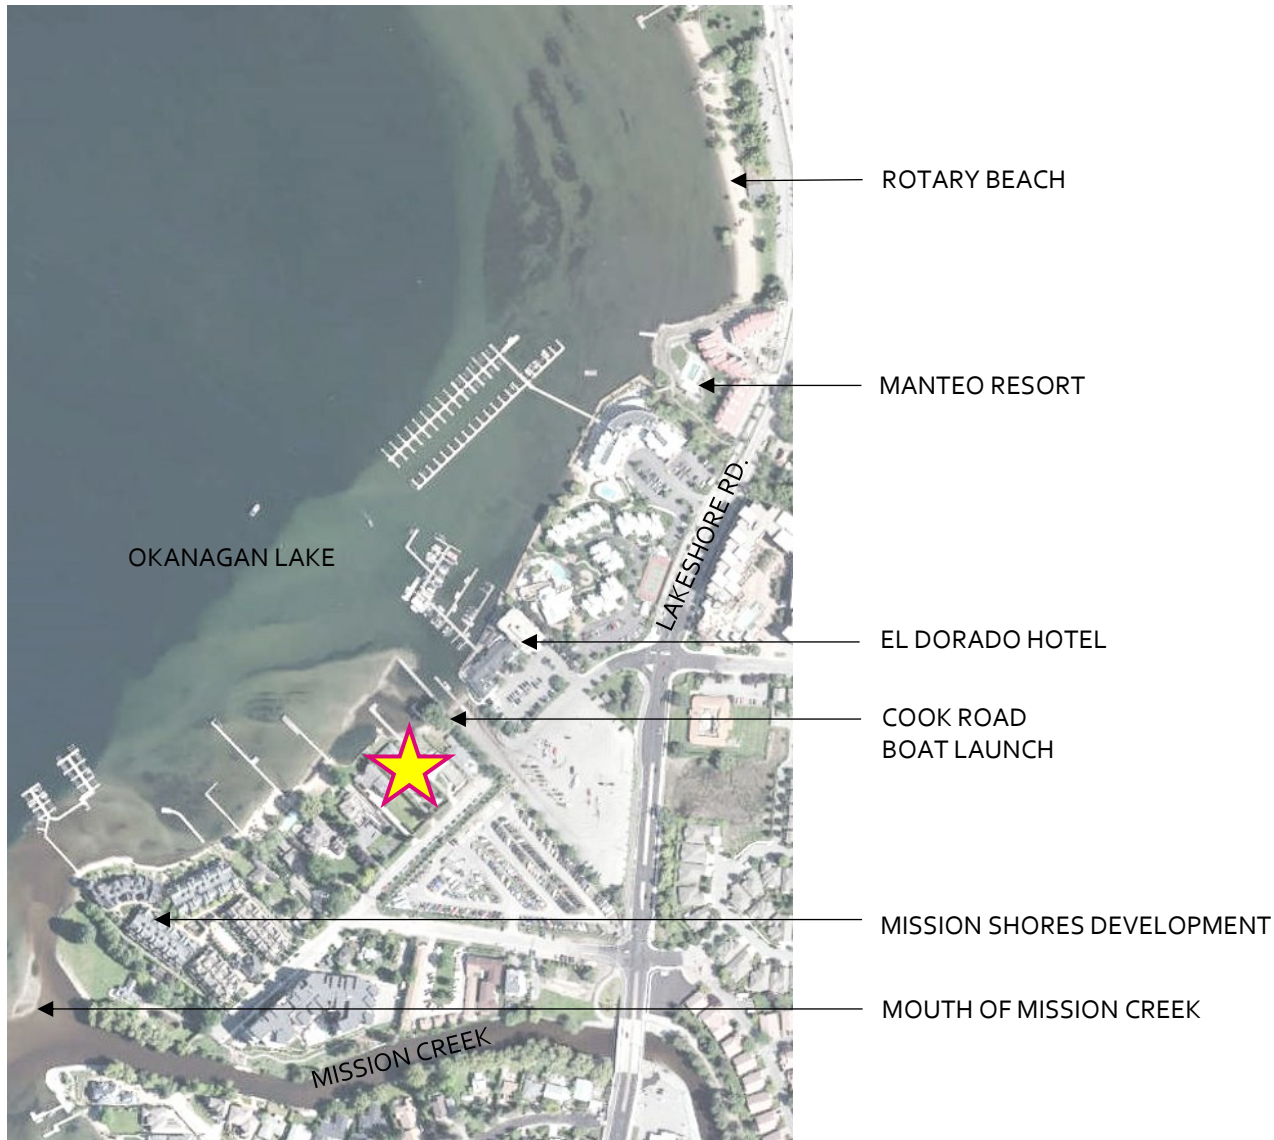 ROTARY BEACH
MANTEO RESORT
LAKESHORE RD.
OKANAGAN LAKE
EL DORADO HOTEL
COOK ROAD
BOAT LAUNCH
MISSION SHORES DEVELOPMENT
MOUTH OF MISSION CREEK
MISSION CREEK